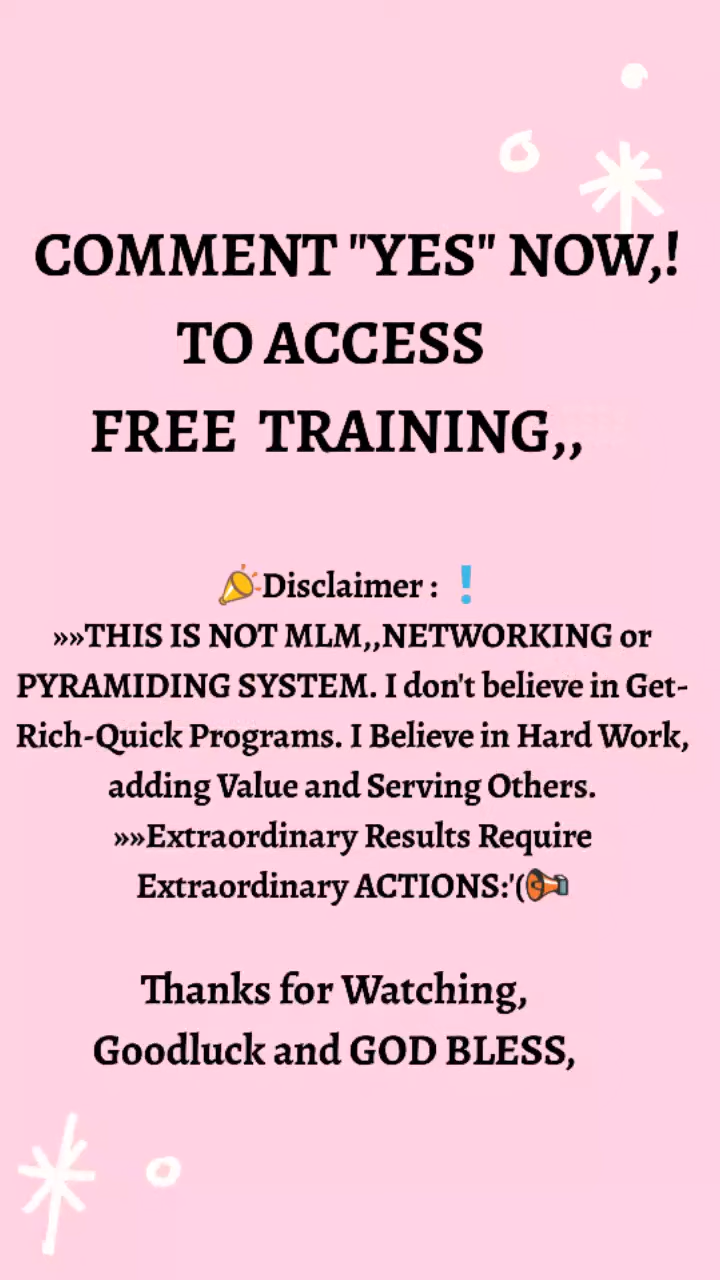 COMMENT "YES" NOW,!
TO ACCESS
FREE TRAINING,,
📣Disclaimer : ❕
»»THIS IS NOT MLM,,NETWORKING or
PYRAMIDING SYSTEM. I don't believe in Get-
Rich-Quick Programs. I Believe in Hard Work,
adding Value and Serving Others.
»»Extraordinary Results Require
Extraordinary ACTIONS:'(📢
Thanks for Watching,
Goodluck and GOD BLESS,